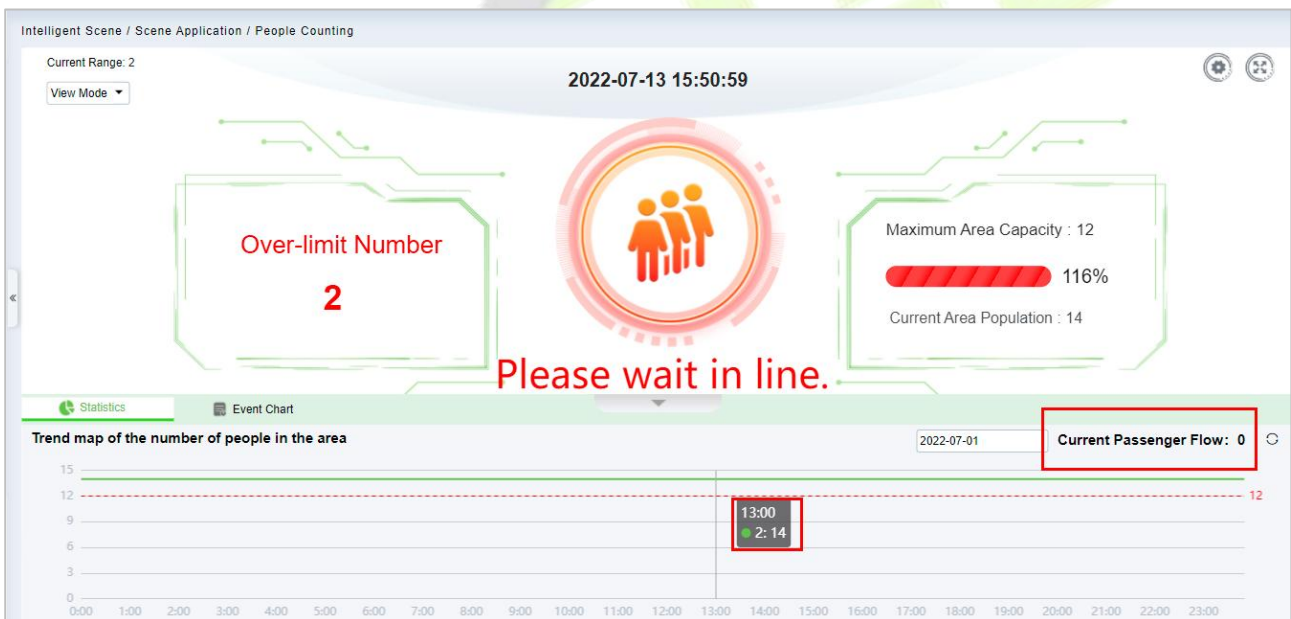 Intelligent Scene / Scene Application / People Counting
Current Range: 2
2022-07-13 15:50:59
View Mode
Over-limit Number
2
Maximum Area Capacity : 12
116%
Current Area Population : 14
Please wait in line.
Statistics
Event Chart
Trend map of the number of people in the area
2022-07-01
Current Passenger Flow: 0
15
12
12
9
6
3
0
13:00
2: 14
0:00 1:00 2:00 3:00 4:00 5:00 6:00 7:00 8:00 9:00 10:00 11:00 12:00 13:00 14:00 15:00 16:00 17:00 18:00 19:00 20:00 21:00 22:00 23:00